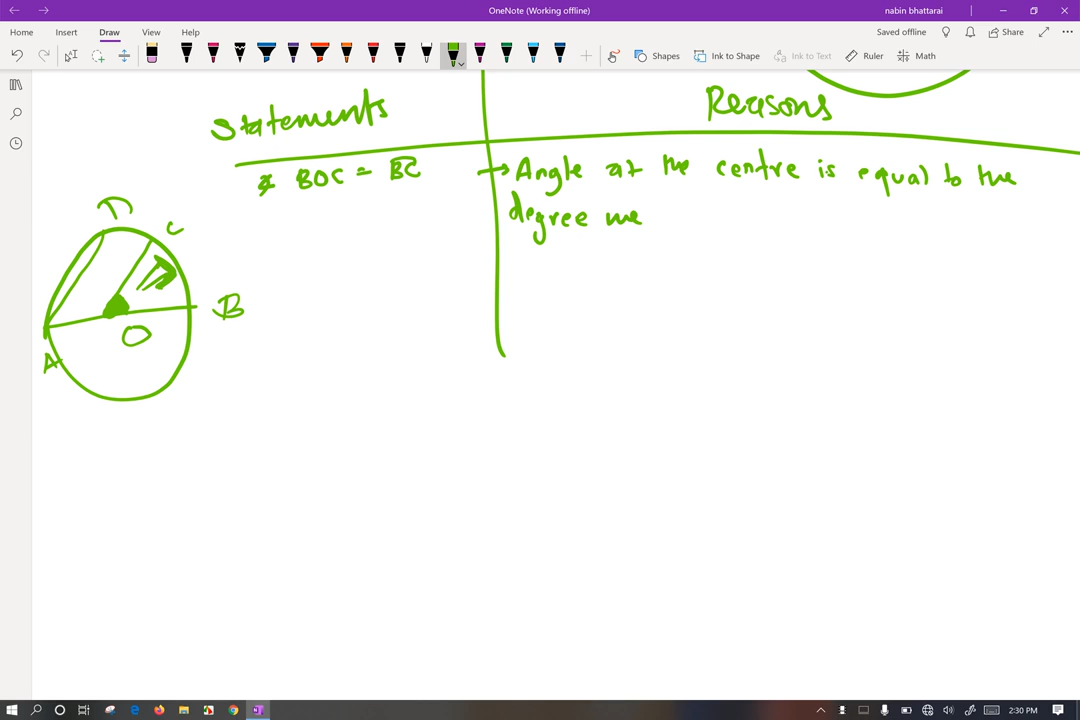 OneNote (Working offline)
nabin bhattarai
Home Insert Draw View Help
Saved offline Share
Shapes Ink to Shape Ink to Text Ruler Math
Statements Reasons
∡ BOC = B͞C → Angle at the centre is equal to the
degree me
D
C
B
O
A
2:30 PM